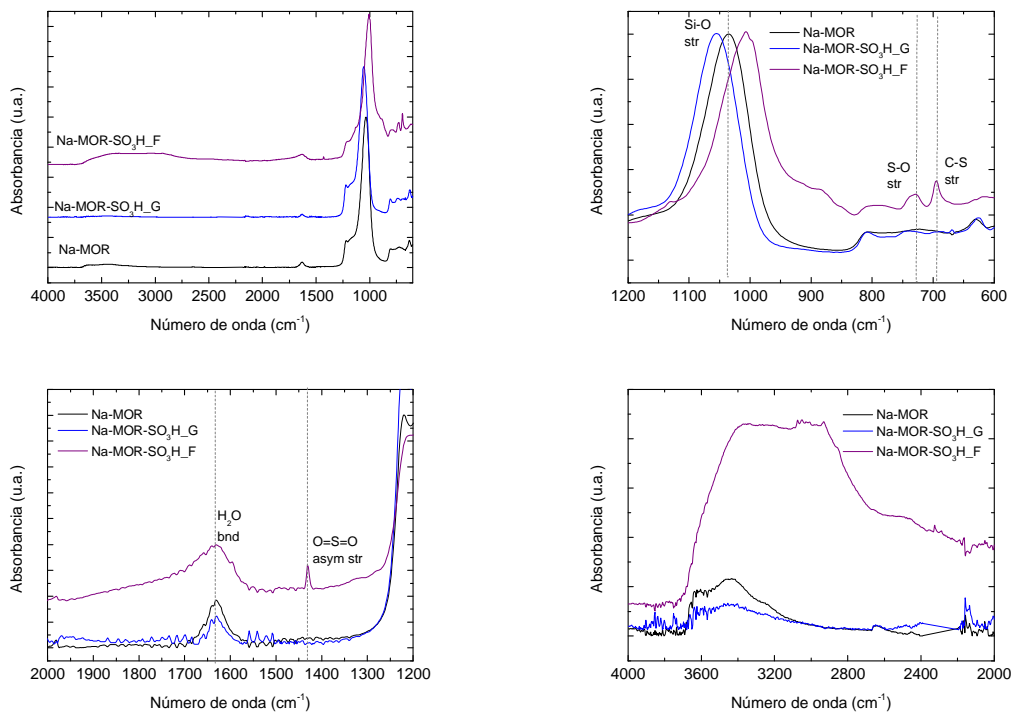 Absorbancia (u.a.)
Na-MOR-SO3H_F
Na-MOR-SO3H_G
Na-MOR
4000 3500 3000 2500 2000 1500 1000
Número de onda (cm-1)
Absorbancia (u.a.)
Si-O
str
Na-MOR
Na-MOR-SO3H_G
Na-MOR-SO3H_F
S-O
str
C-S
str
1200 1100 1000 900 800 700 600
Número de onda (cm-1)
Absorbancia (u.a.)
Na-MOR
Na-MOR-SO3H_G
Na-MOR-SO3H_F
H2O
bnd
O=S=O
asym str
2000 1900 1800 1700 1600 1500 1400 1300 1200
Número de onda (cm-1)
Absorbancia (u.a.)
Na-MOR
Na-MOR-SO3H_G
Na-MOR-SO3H_F
4000 3600 3200 2800 2400 2000
Número de onda (cm-1)